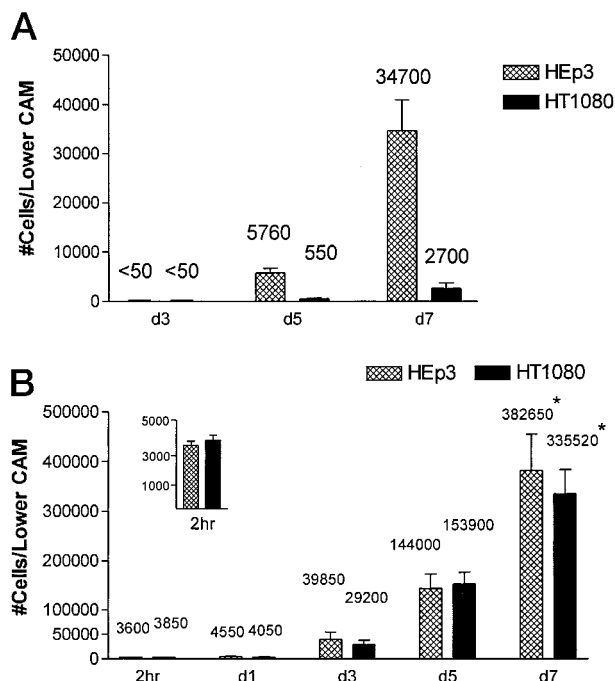 A
#Cells/Lower CAM
50000
40000
30000
20000
10000
0
<50
<50
5760
550
34700
2700
d3
d5
d7
HEp3
HT1080
B
HEp3
HT1080
#Cells/Lower CAM
500000
400000
300000
200000
100000
50000
0
5000
3000
1000
2hr
3600
3850
4550
4050
39850
29200
144000
153900
382650*
335520*
2hr
d1
d3
d5
d7